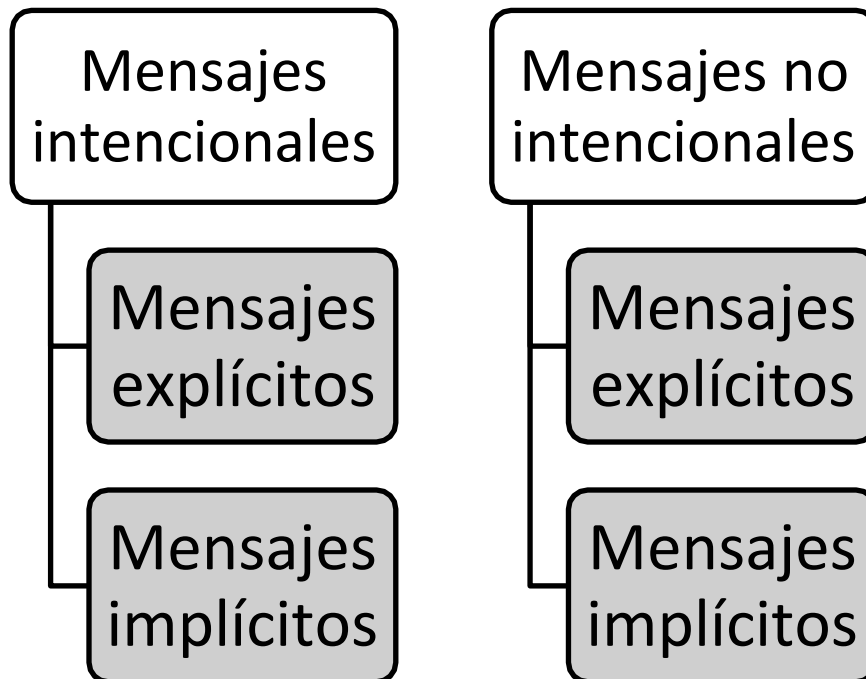 Mensajes
intencionales
Mensajes
explícitos
Mensajes
implícitos
Mensajes no
intencionales
Mensajes
explícitos
Mensajes
implícitos